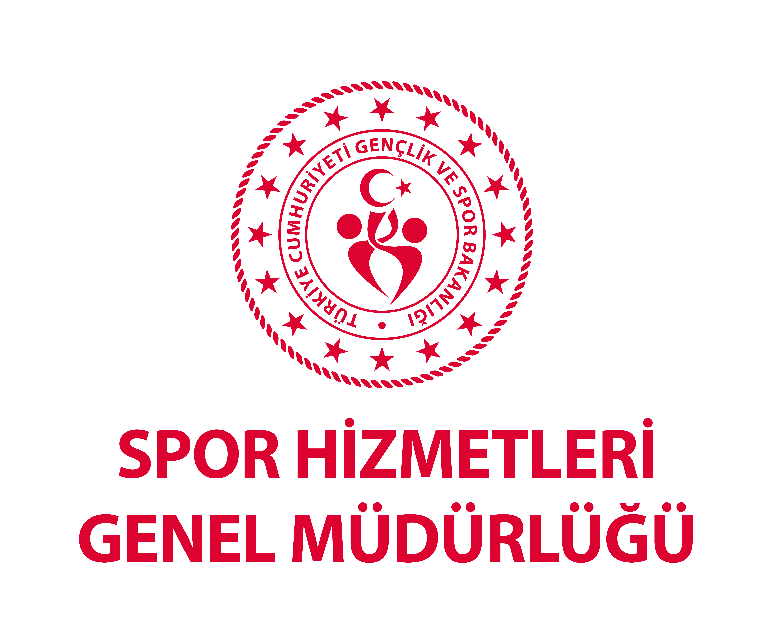 TÜRKİYE CUMHURİYETİ GENÇLİK VE SPOR BAKANLIĞI
SPOR HİZMETLERİ
GENEL MÜDÜRLÜĞÜ